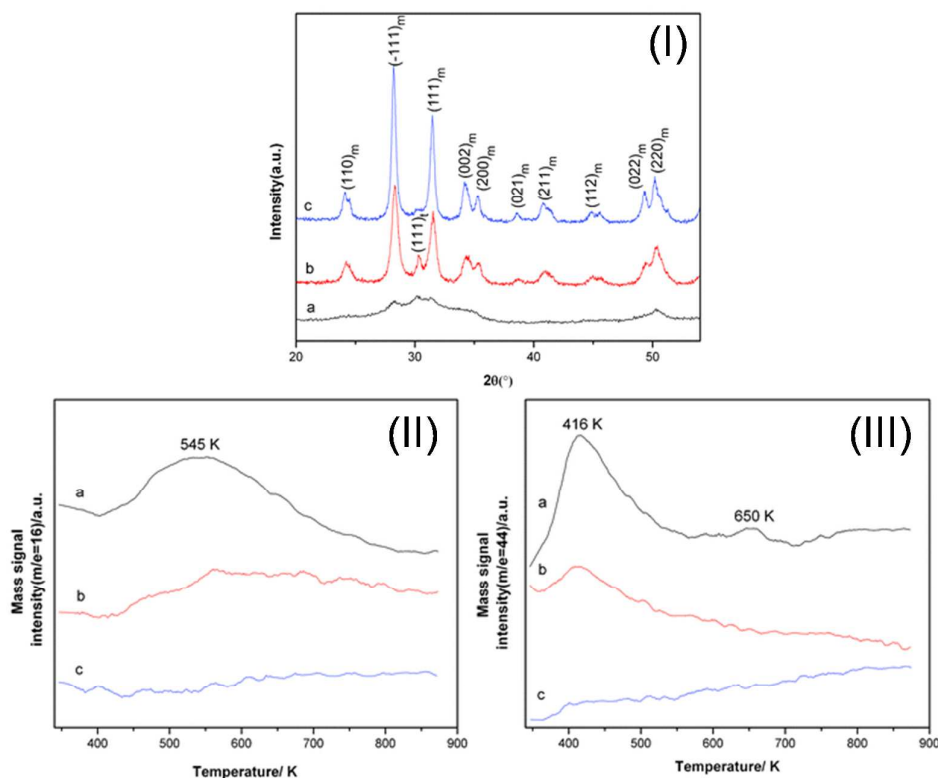 (I)
(-111)m
(111)m
(110)m
(002)m
(200)m
(021)m
(211)m
(112)m
(022)m
(220)m
c
(111)t
b
a
Intensity(a.u.)
20 30 40 50
2θ(°)
(II)
545 K
a
b
c
Mass signal
intensity(m/e=16)/a.u.
400 500 600 700 800 900
Temperature/ K
(III)
416 K
650 K
a
b
c
Mass signal
intensity(m/e=44)/a.u.
400 500 600 700 800 900
Temperature/ K